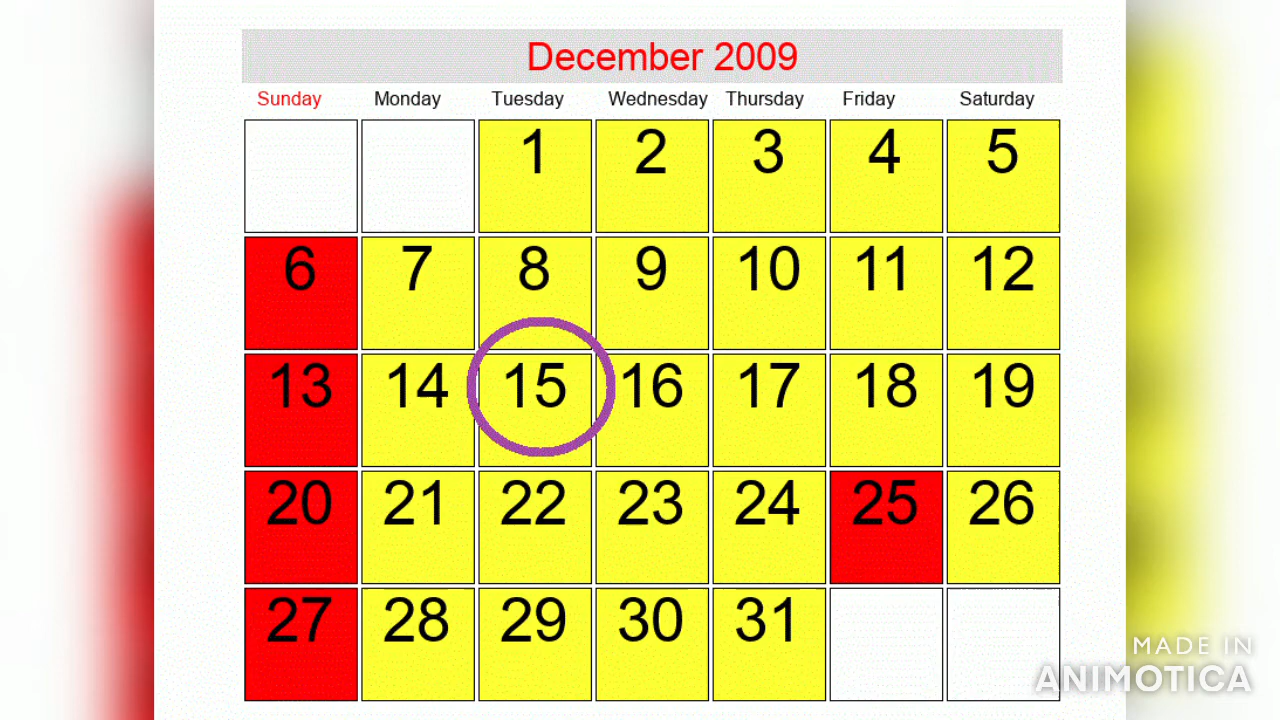 December 2009
Sunday Monday Tuesday Wednesday Thursday Friday Saturday
1 2 3 4 5
6 7 8 9 10 11 12
13 14 15 16 17 18 19
20 21 22 23 24 25 26
27 28 29 30 31
MADE IN
ANIMOTICA